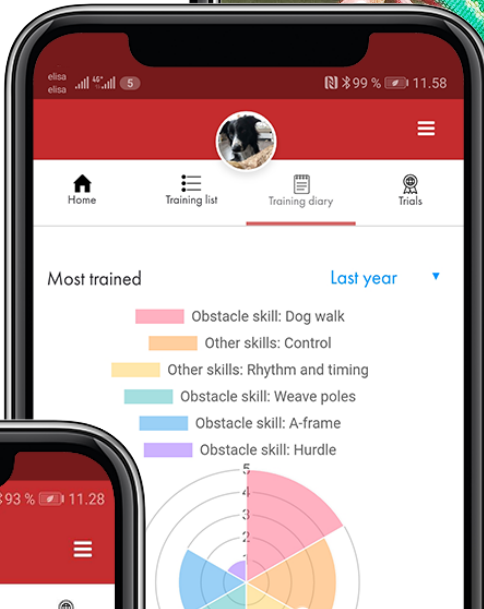 elisa
elisa 46+ 5 99 % 11.58
Home Training list Training diary Trials
Most trained Last year
Obstacle skill: Dog walk
Other skills: Control
Other skills: Rhythm and timing
Obstacle skill: Weave poles
Obstacle skill: A-frame
Obstacle skill: Hurdle
5
4
3
2
93 % 11.28